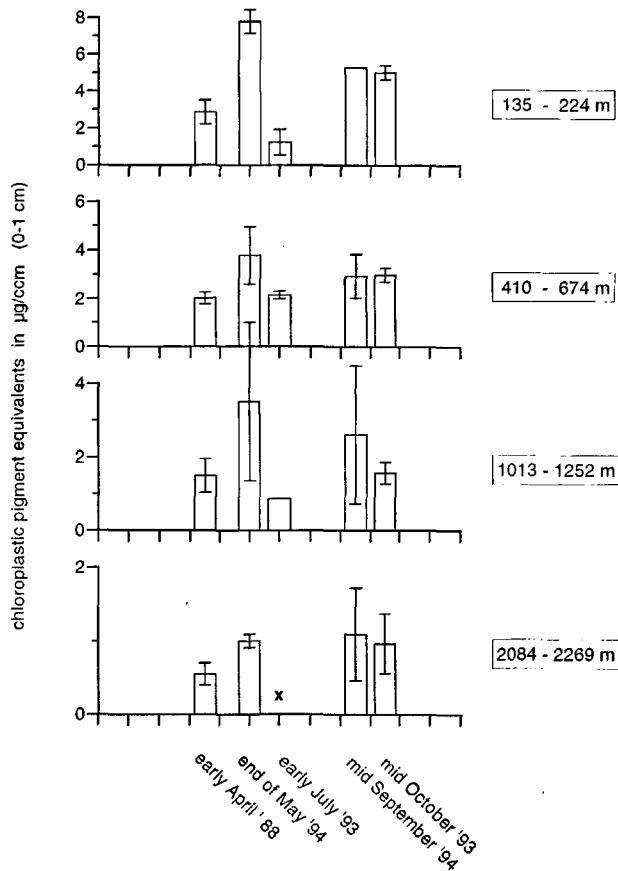 chloroplastic pigment equivalents in µg/ccm (0-1 cm)
8
6
4
2
0
135 - 224 m
6
4
2
0
410 - 674 m
4
2
0
1013 - 1252 m
2
0
x
2084 - 2269 m
early April '88
end of May '94
early July '93
mid September '94
mid October '93